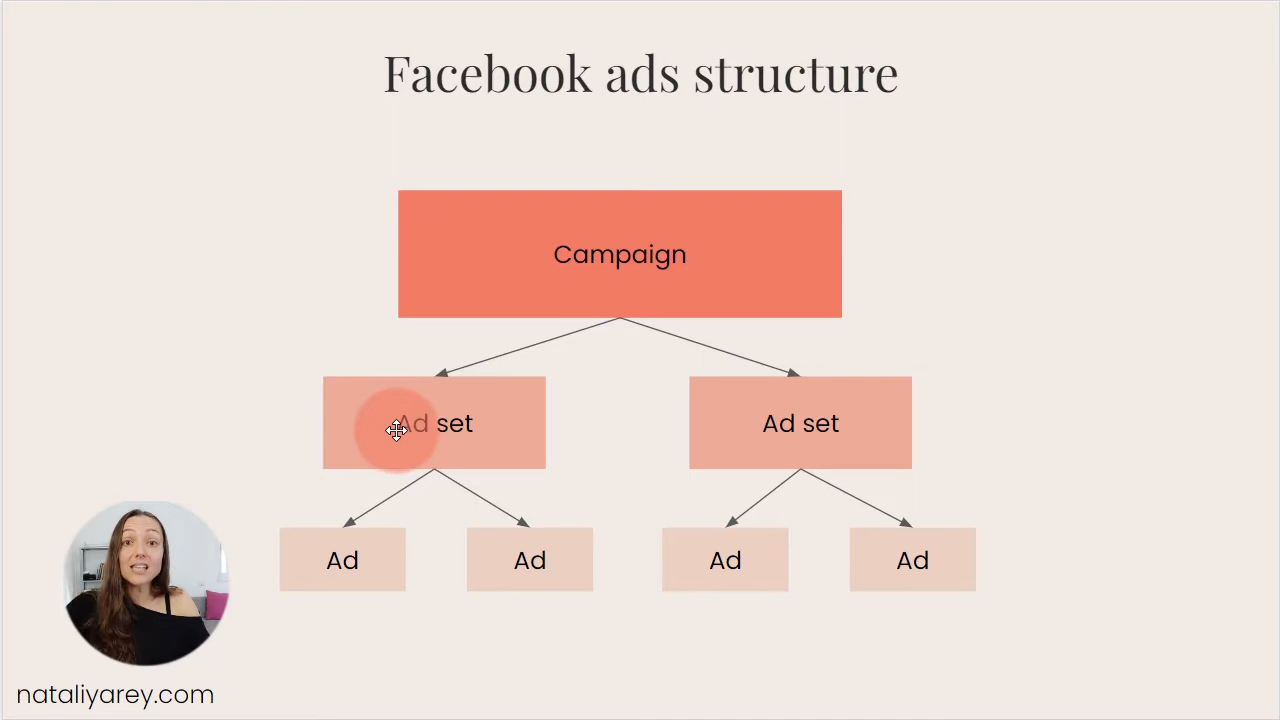 Facebook ads structure
Campaign
Ad set
Ad set
Ad
Ad
Ad
Ad
nataliyarey.com